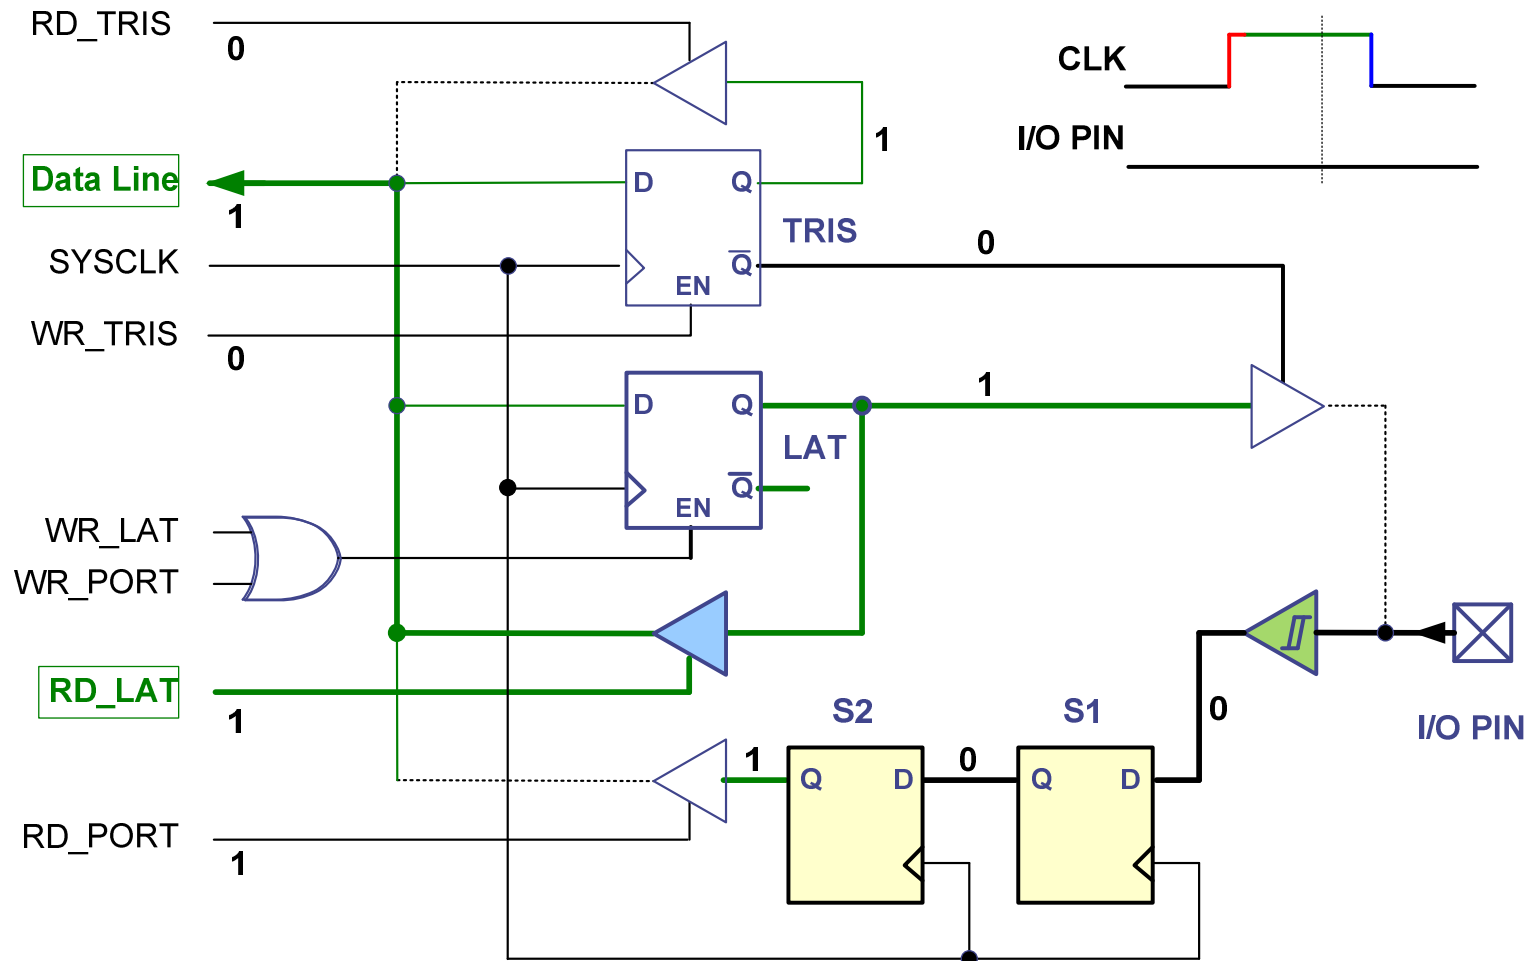 RD_TRIS
0
CLK
I/O PIN
1
Data Line
1
D
Q
TRIS
SYSCLK
0
Q
EN
WR_TRIS
0
D
Q
1
LAT
Q
EN
WR_LAT
WR_PORT
RD_LAT
1
S2
S1
0
I/O PIN
1
0
Q
D
Q
D
RD_PORT
1